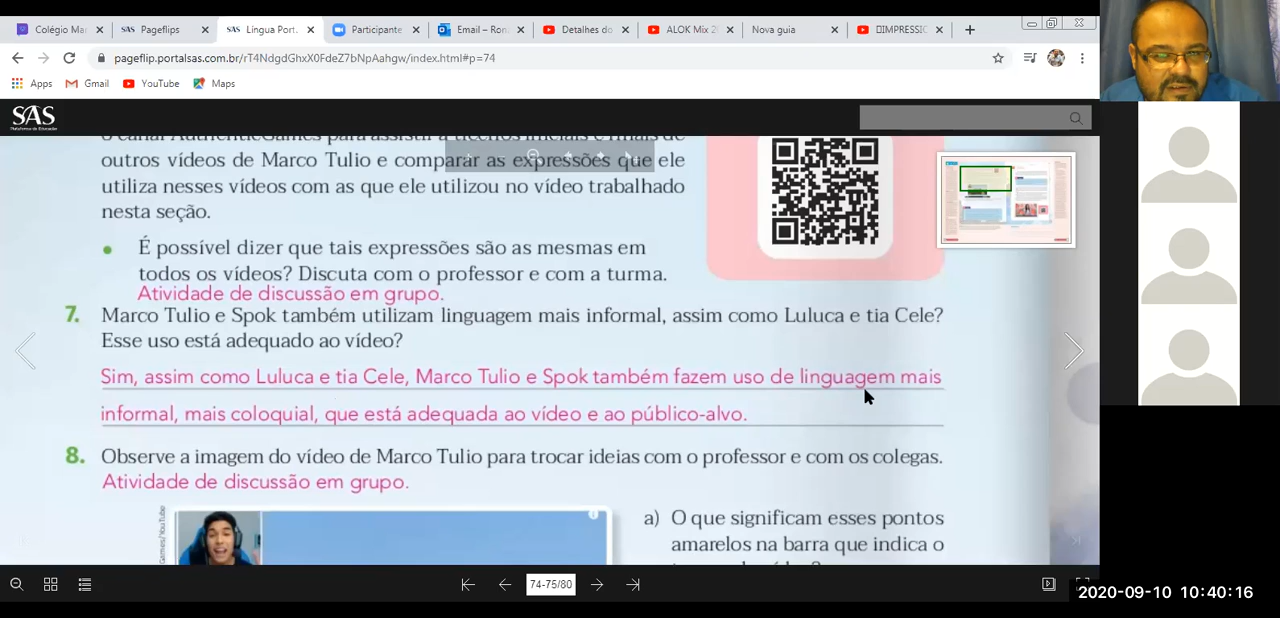 Colégio Ma
Pageflips
Língua Port.
Participante
Email – Ron
Detalhes do
ALOK Mix 2
Nova guia
IMPRESSIC
pageflip.portalsas.com.br/rT4NdgdGhxX0FdeZ7bNpAahgw/index.html#p=74
Apps
Gmail
YouTube
Maps
SAS
Plataforma de Educação
outros vídeos de Marco Tulio e comparar as expressões que ele
utiliza nesses vídeos com as que ele utilizou no vídeo trabalhado
nesta seção.
• É possível dizer que tais expressões são as mesmas em
todos os vídeos? Discuta com o professor e com a turma.
Atividade de discussão em grupo.
7. Marco Tulio e Spok também utilizam linguagem mais informal, assim como Luluca e tia Cele?
Esse uso está adequado ao vídeo?
Sim, assim como Luluca e tia Cele, Marco Tulio e Spok também fazem uso de linguagem mais
informal, mais coloquial, que está adequada ao vídeo e ao público-alvo.
8. Observe a imagem do vídeo de Marco Tulio para trocar ideias com o professor e com os colegas.
Atividade de discussão em grupo.
Games/YouTube
a) O que significam esses pontos
amarelos na barra que indica o
74-75/80
2020-09-10 10:40:16